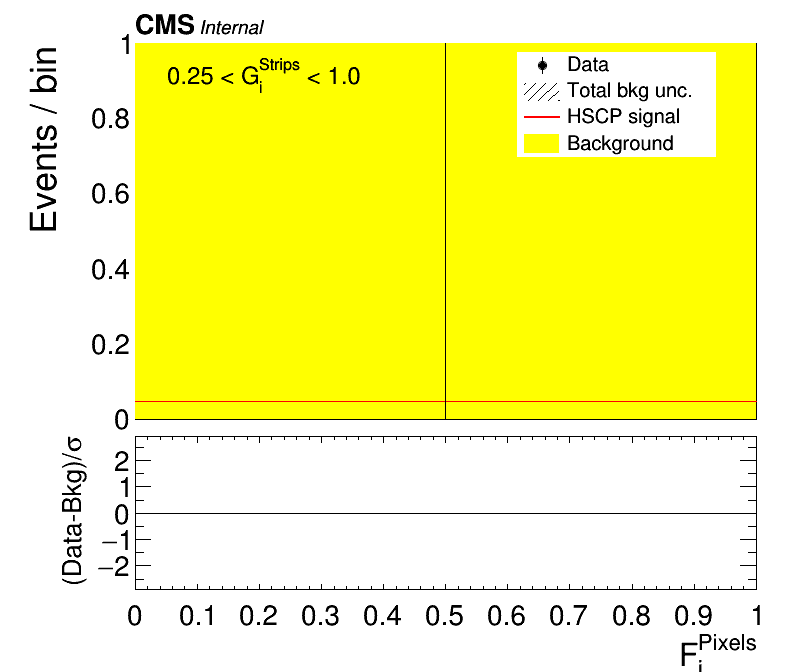 CMS Internal
Events / bin
1
0.8
0.6
0.4
0.2
0
0.25 < G_i^Strips < 1.0
Data
Total bkg unc.
HSCP signal
Background
(Data-Bkg)/σ
2
1
0
−1
−2
0 0.1 0.2 0.3 0.4 0.5 0.6 0.7 0.8 0.9 1
F_i^Pixels